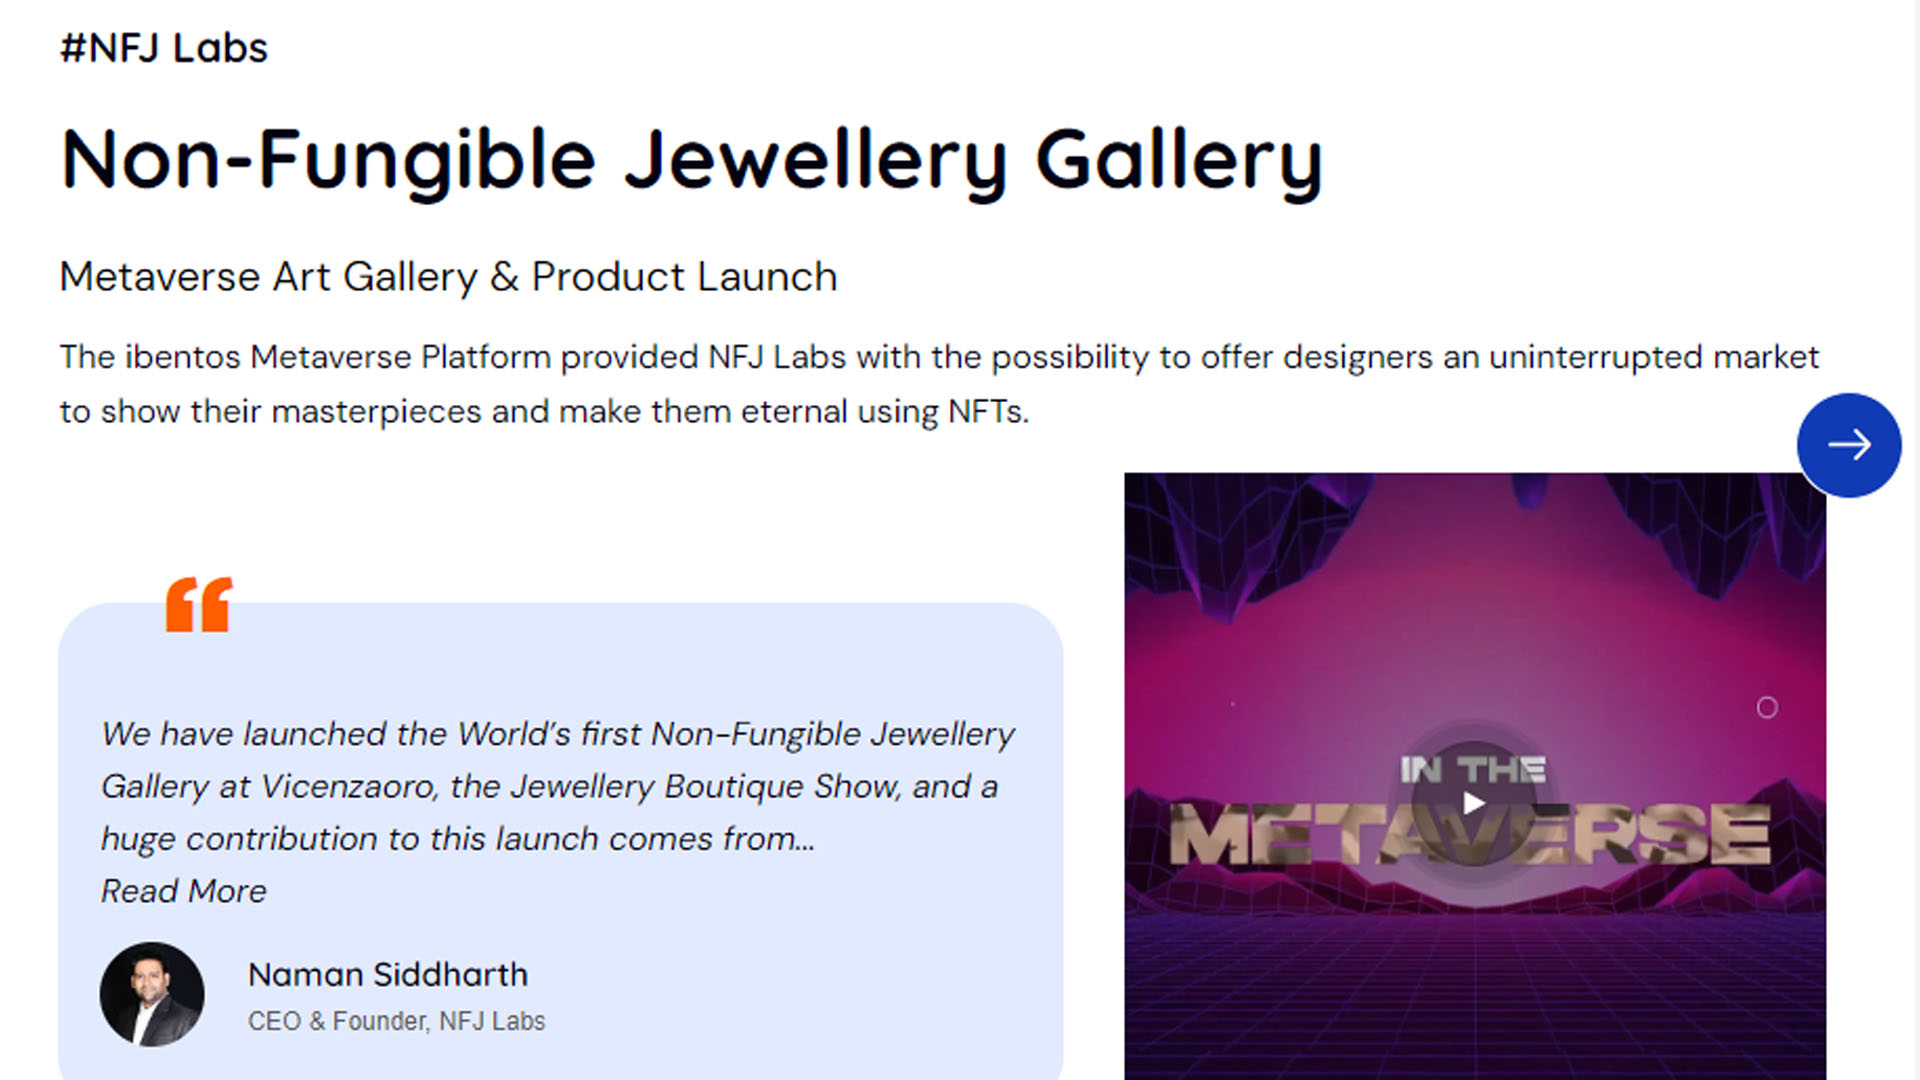 #NFJ Labs
Non-Fungible Jewellery Gallery
Metaverse Art Gallery & Product Launch
The ibentos Metaverse Platform provided NFJ Labs with the possibility to offer designers an uninterrupted market
to show their masterpieces and make them eternal using NFTs.
“
We have launched the World’s first Non-Fungible Jewellery
Gallery at Vicenzaoro, the Jewellery Boutique Show, and a
huge contribution to this launch comes from...
Read More
Naman Siddharth
CEO & Founder, NFJ Labs
IN THE
METAVERSE